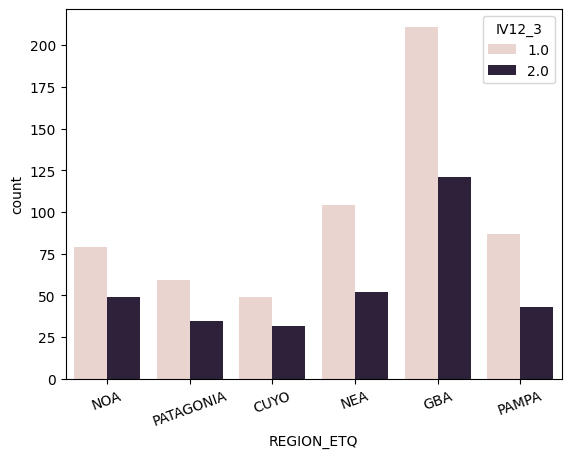 IV12_3
1.0
2.0
200
175
150
125
100
75
50
25
0
count
NOA
PATAGONIA
CUYO
NEA
GBA
PAMPA
REGION_ETQ